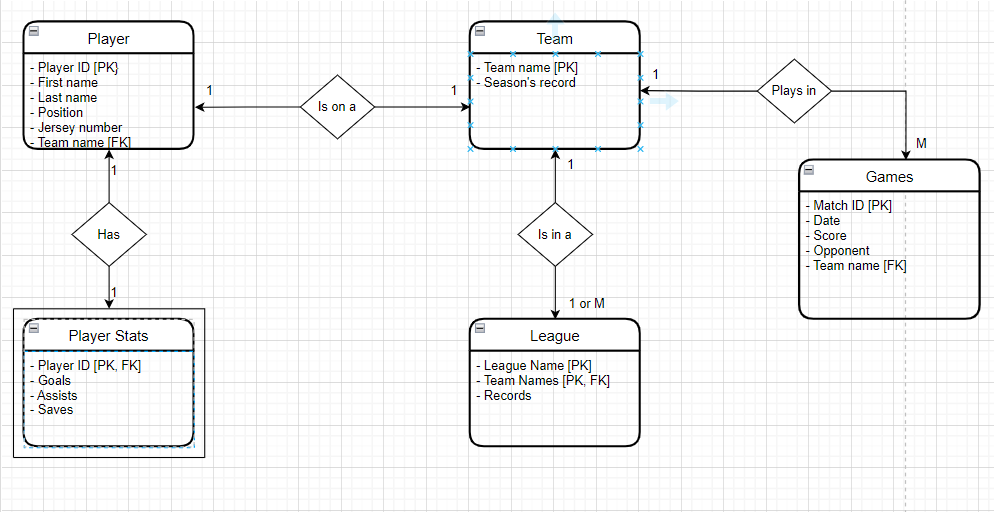 Player
- Player ID [PK}
- First name
- Last name
- Position
- Jersey number
- Team name [FK]
1
Is on a
1
Team
- Team name [PK]
- Season's record
1
Plays in
M
Games
- Match ID [PK]
- Date
- Score
- Opponent
- Team name [FK]
1
Has
1
Player Stats
- Player ID [PK, FK]
- Goals
- Assists
- Saves
1
Is in a
1 or M
League
- League Name [PK]
- Team Names [PK, FK]
- Records